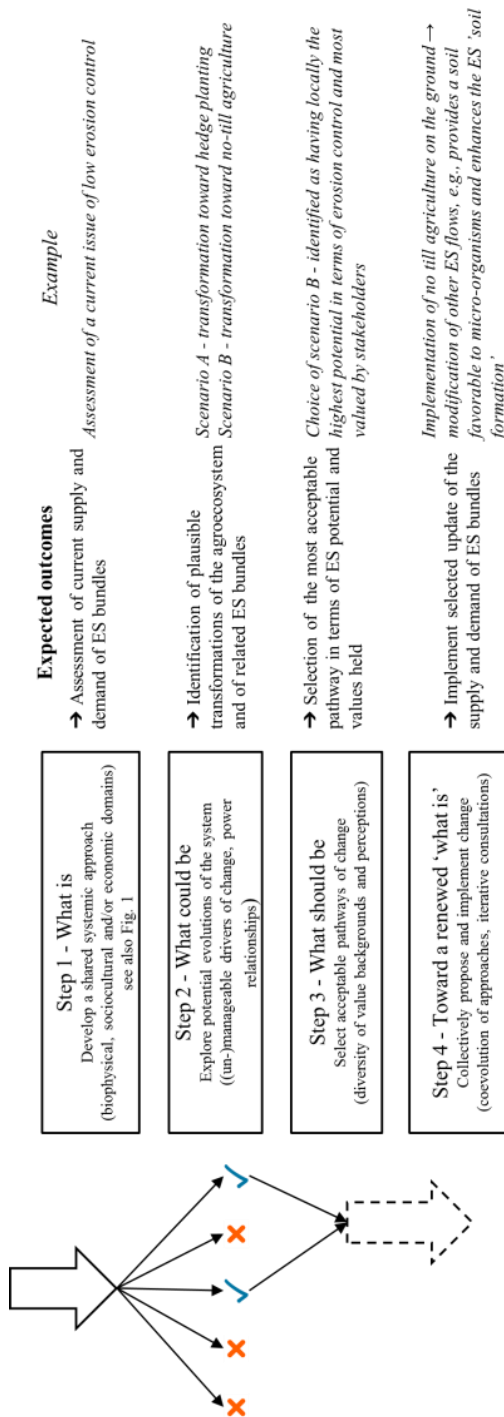 Expected outcomes
Example
Step 1 - What is
Develop a shared systemic approach
(biophysical, sociocultural and/or economic domains)
see also Fig. 1
➔ Assessment of current supply and
demand of ES bundles
Assessment of a current issue of low erosion control
Step 2 - What could be
Explore potential evolutions of the system
((un-)manageable drivers of change, power
relationships)
➔ Identification of plausible
transformations of the agroecosystem
and of related ES bundles
Scenario A - transformation toward hedge planting
Scenario B - transformation toward no-till agriculture
Step 3 - What should be
Select acceptable pathways of change
(diversity of value backgrounds and perceptions)
➔ Selection of the most acceptable
pathway in terms of ES potential and
values held
Choice of scenario B - identified as having locally the
highest potential in terms of erosion control and most
valued by stakeholders
Step 4 - Toward a renewed ‘what is’
Collectively propose and implement change
(coevolution of approaches, iterative consultations)
➔ Implement selected update of the
supply and demand of ES bundles
Implementation of no till agriculture on the ground →
modification of other ES flows, e.g., provides a soil
favorable to micro-organisms and enhances the ES ’soil
formation’